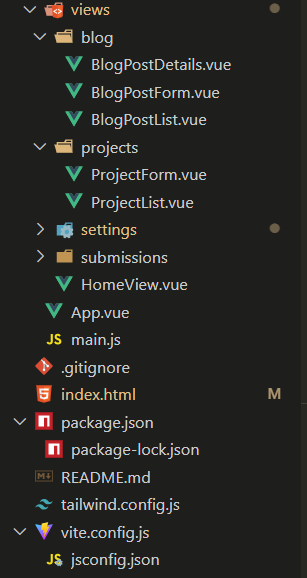 views
blog
BlogPostDetails.vue
BlogPostForm.vue
BlogPostList.vue
projects
ProjectForm.vue
ProjectList.vue
settings
submissions
HomeView.vue
App.vue
JS main.js
.gitignore
index.html M
package.json
package-lock.json
README.md
tailwind.config.js
vite.config.js
JS jsconfig.json